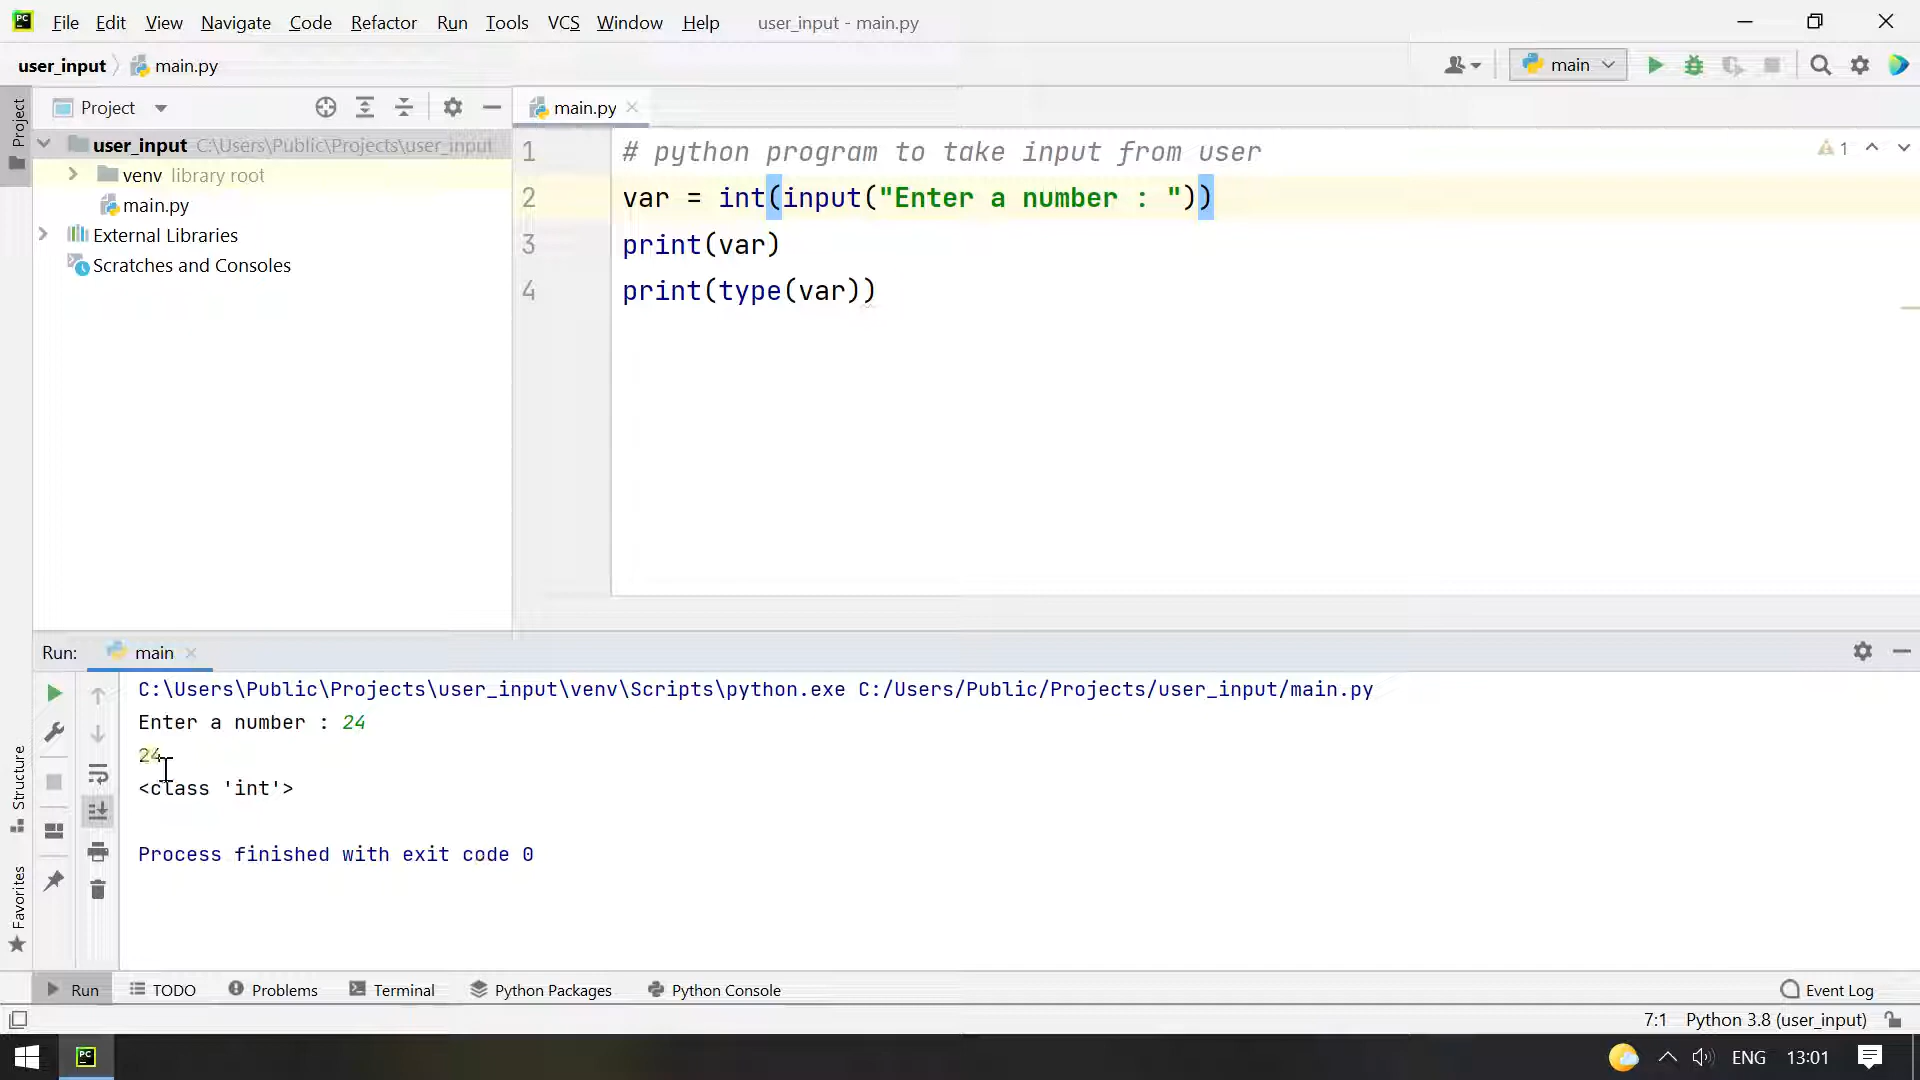 File Edit View Navigate Code Refactor Run Tools VCS Window Help user_input - main.py
user_input main.py main
Project main.py
Project
user_input C:\Users\Public\Projects\user_input
venv library root
main.py
External Libraries
Scratches and Consoles
1 # python program to take input from user
2 var = int(input("Enter a number : "))
3 print(var)
4 print(type(var))
1
Run: main
C:\Users\Public\Projects\user_input\venv\Scripts\python.exe C:/Users/Public/Projects/user_input/main.py
Enter a number : 24
24
<class 'int'>
Process finished with exit code 0
Structure
Favorites
Run TODO Problems Terminal Python Packages Python Console Event Log
7:1 Python 3.8 (user_input)
PC ENG 13:01